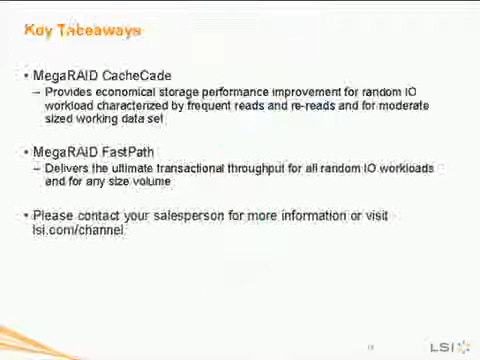 Key Takeaways
• MegaRAID CacheCade
– Provides economical storage performance improvement for random IO
workload characterized by frequent reads and re-reads and for moderate
sized working data set
• MegaRAID FastPath
– Delivers the ultimate transactional throughput for all random IO workloads
and for any size volume
• Please contact your salesperson for more information or visit
lsi.com/channel
LSI